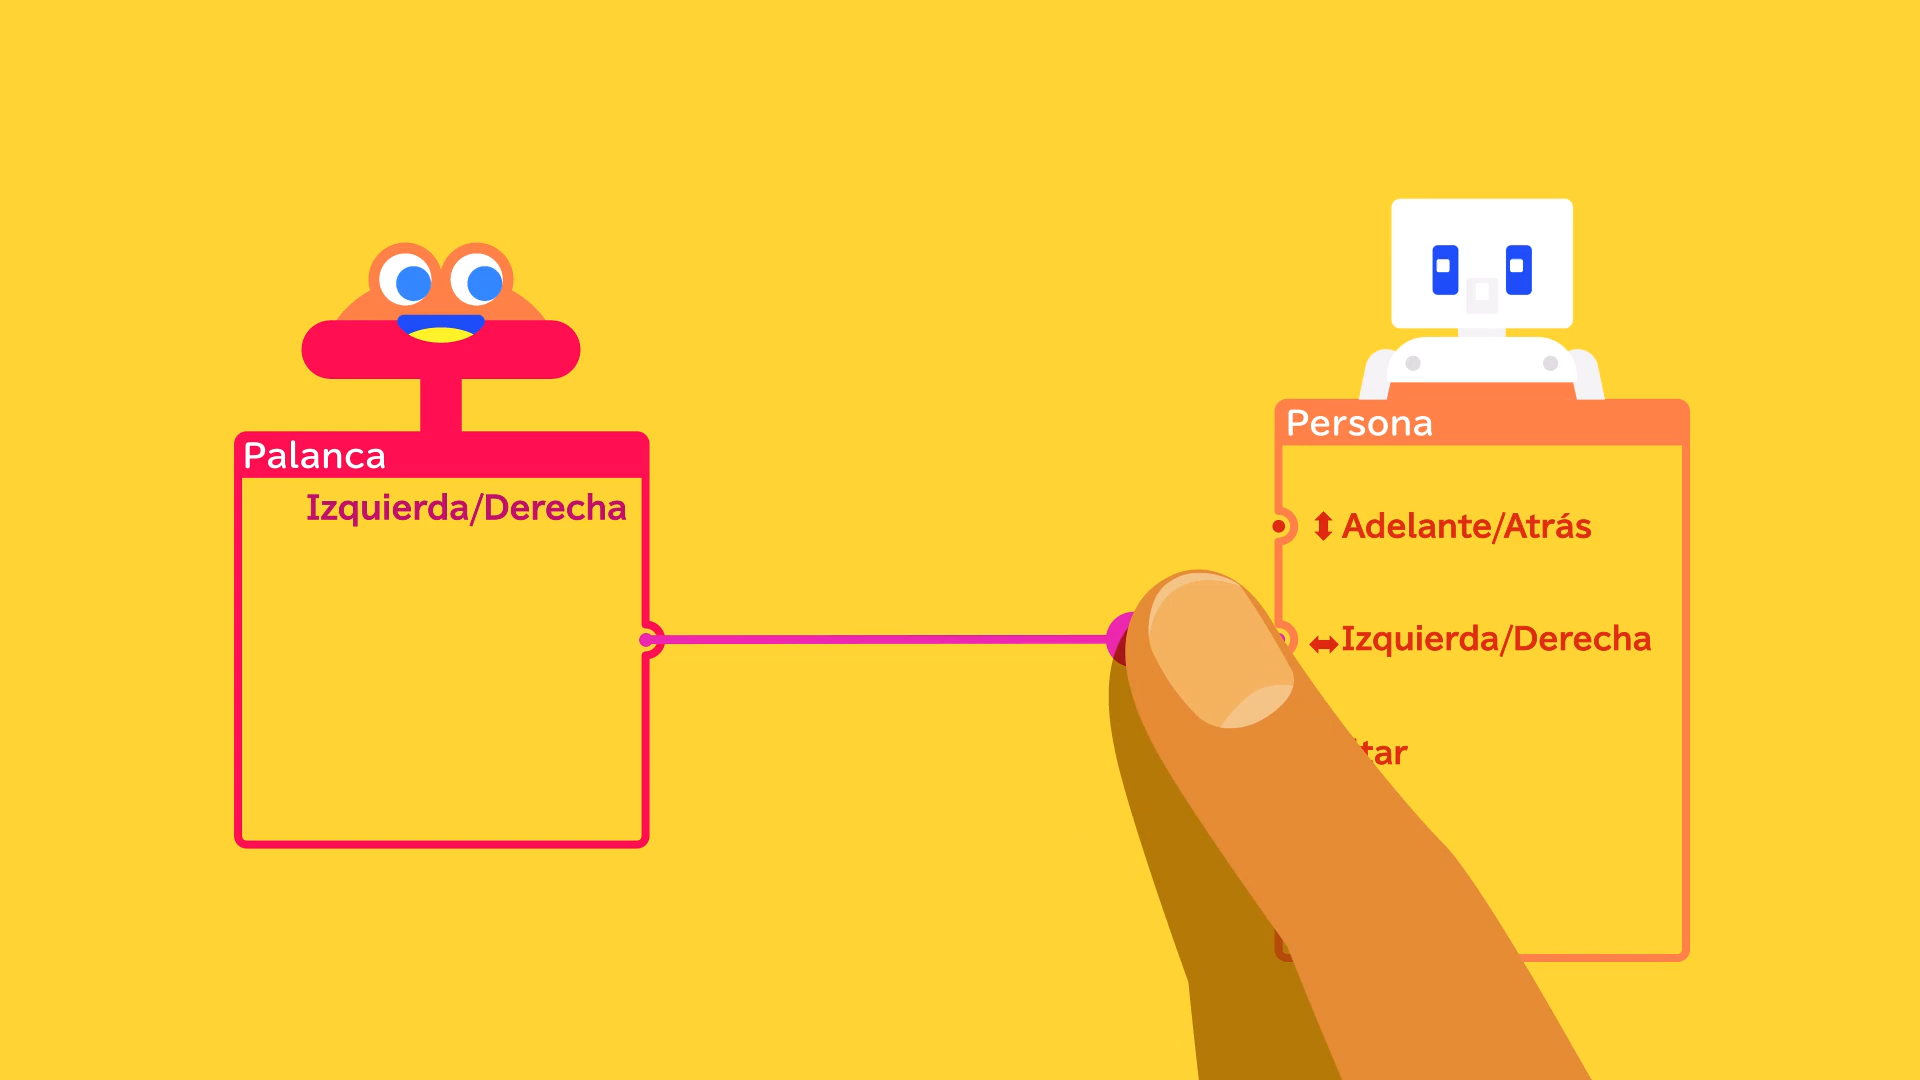 Palanca
Izquierda/Derecha
Persona
Adelante/Atrás
Izquierda/Derecha